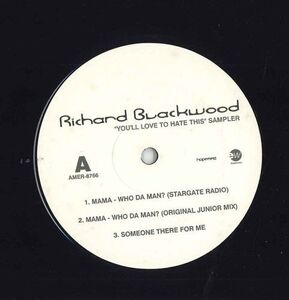 Richard Blackwood
"YOU'LL LOVE TO HATE THIS" SAMPLER
A
AMER-8766
1. MAMA - WHO DA MAN? (STARGATE RADIO)
2. MAMA - WHO DA MAN? (ORIGINAL JUNIOR MIX)
3. SOMEONE THERE FOR ME